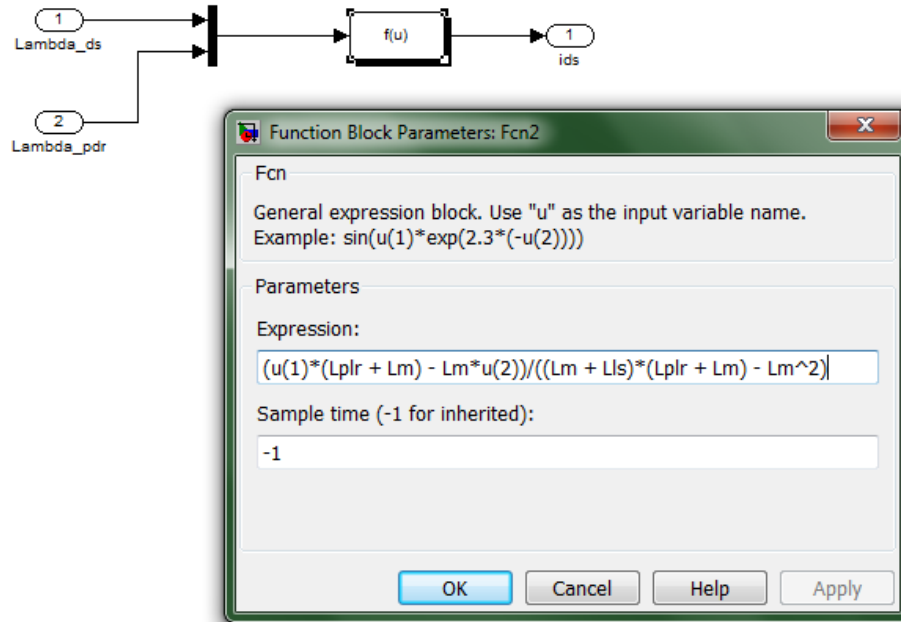 1
Lambda_ds
f(u)
1
ids
2
Lambda_pdr
Function Block Parameters: Fcn2
Fcn
General expression block. Use "u" as the input variable name.
Example: sin(u(1)*exp(2.3*(-u(2))))
Parameters
Expression:
(u(1)*(Lplr + Lm) - Lm*u(2))/((Lm + Lls)*(Lplr + Lm) - Lm^2)
Sample time (-1 for inherited):
-1
OK Cancel Help Apply